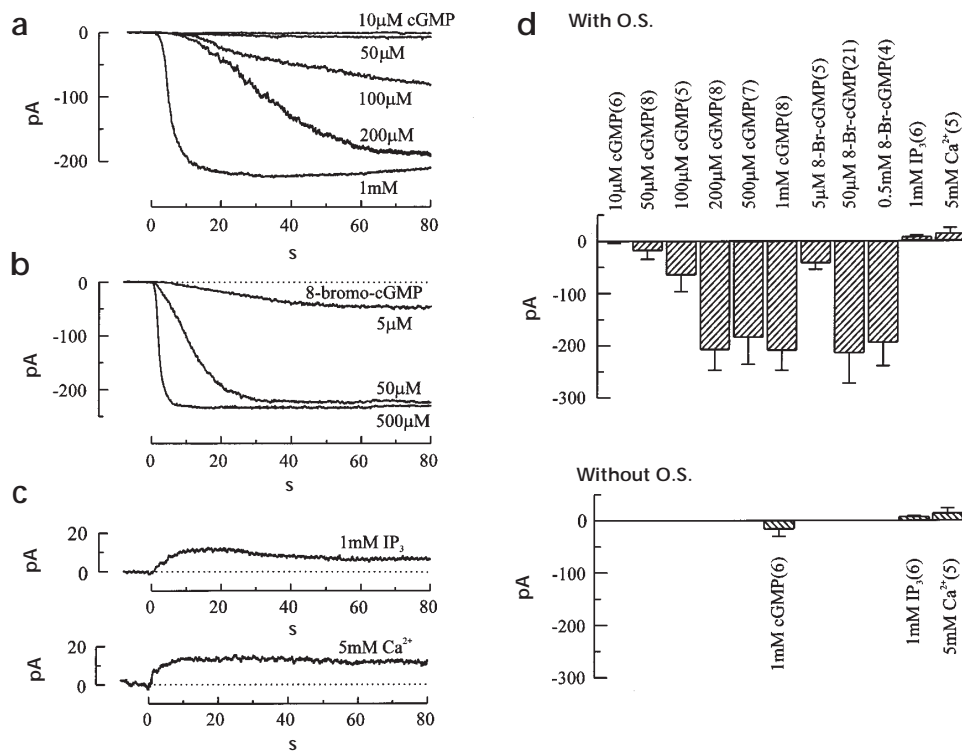 a
10μM cGMP
50μM
100μM
200μM
1mM
0
-100
-200
pA
0 20 40 60 80
s
b
8-bromo-cGMP
5μM
50μM
500μM
0
-100
-200
pA
0 20 40 60 80
s
c
1mM IP₃
20
0
pA
0 20 40 60 80
s
5mM Ca²⁺
20
0
pA
0 20 40 60 80
s
d
With O.S.
10μM cGMP(6)
50μM cGMP(8)
100μM cGMP(5)
200μM cGMP(8)
500μM cGMP(7)
1mM cGMP(8)
5μM 8-Br-cGMP(5)
50μM 8-Br-cGMP(21)
0.5mM 8-Br-cGMP(4)
1mM IP₃(6)
5mM Ca²⁺(5)
0
-100
-200
-300
pA
Without O.S.
0
-100
-200
-300
pA
1mM cGMP(6)
1mM IP₃(6)
5mM Ca²⁺(5)